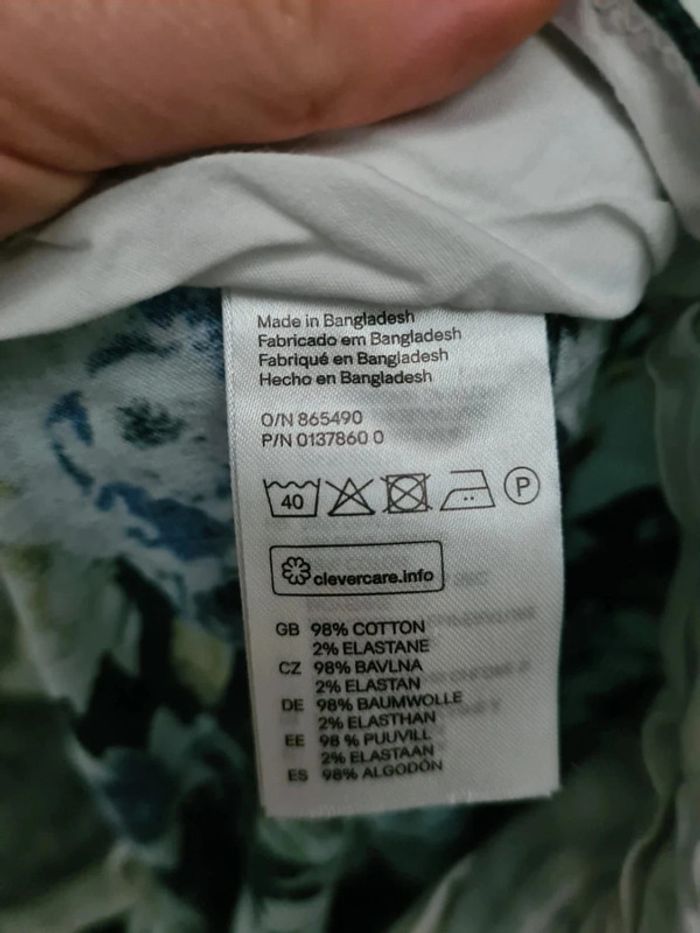 Made in Bangladesh
Fabricado em Bangladesh
Fabriqué en Bangladesh
Hecho en Bangladesh
O/N 865490
P/N 0137860 0
40 P
clevercare.info
GB 98% COTTON
2% ELASTANE
CZ 98% BAVLNA
2% ELASTAN
DE 98% BAUMWOLLE
2% ELASTHAN
EE 98 % PUUVILL
2% ELASTAAN
ES 98% ALGODÓN